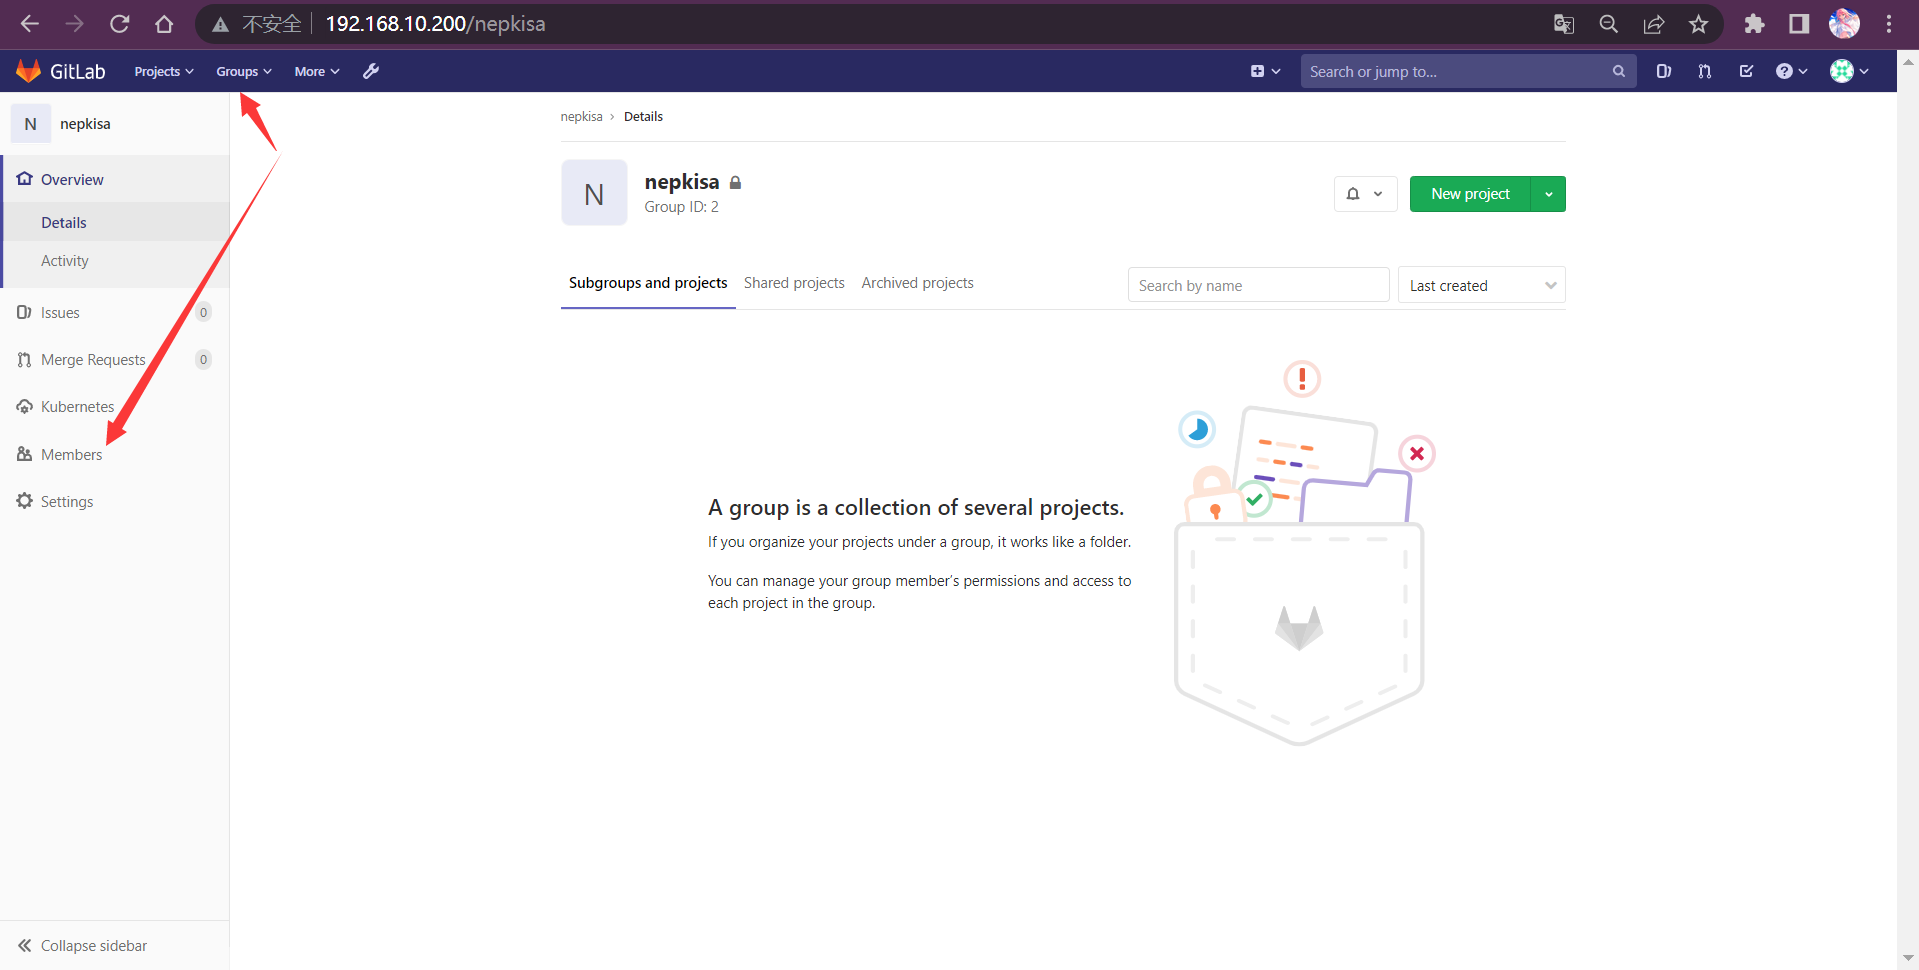 不安全 192.168.10.200/nepkisa
GitLab Projects Groups More Search or jump to...
N nepkisa
Overview
Details
Activity
Issues 0
Merge Requests 0
Kubernetes
Members
Settings
Collapse sidebar
nepkisa › Details
N
nepkisa
Group ID: 2
New project
Subgroups and projects Shared projects Archived projects Search by name Last created
A group is a collection of several projects.
If you organize your projects under a group, it works like a folder.
You can manage your group member’s permissions and access to
each project in the group.